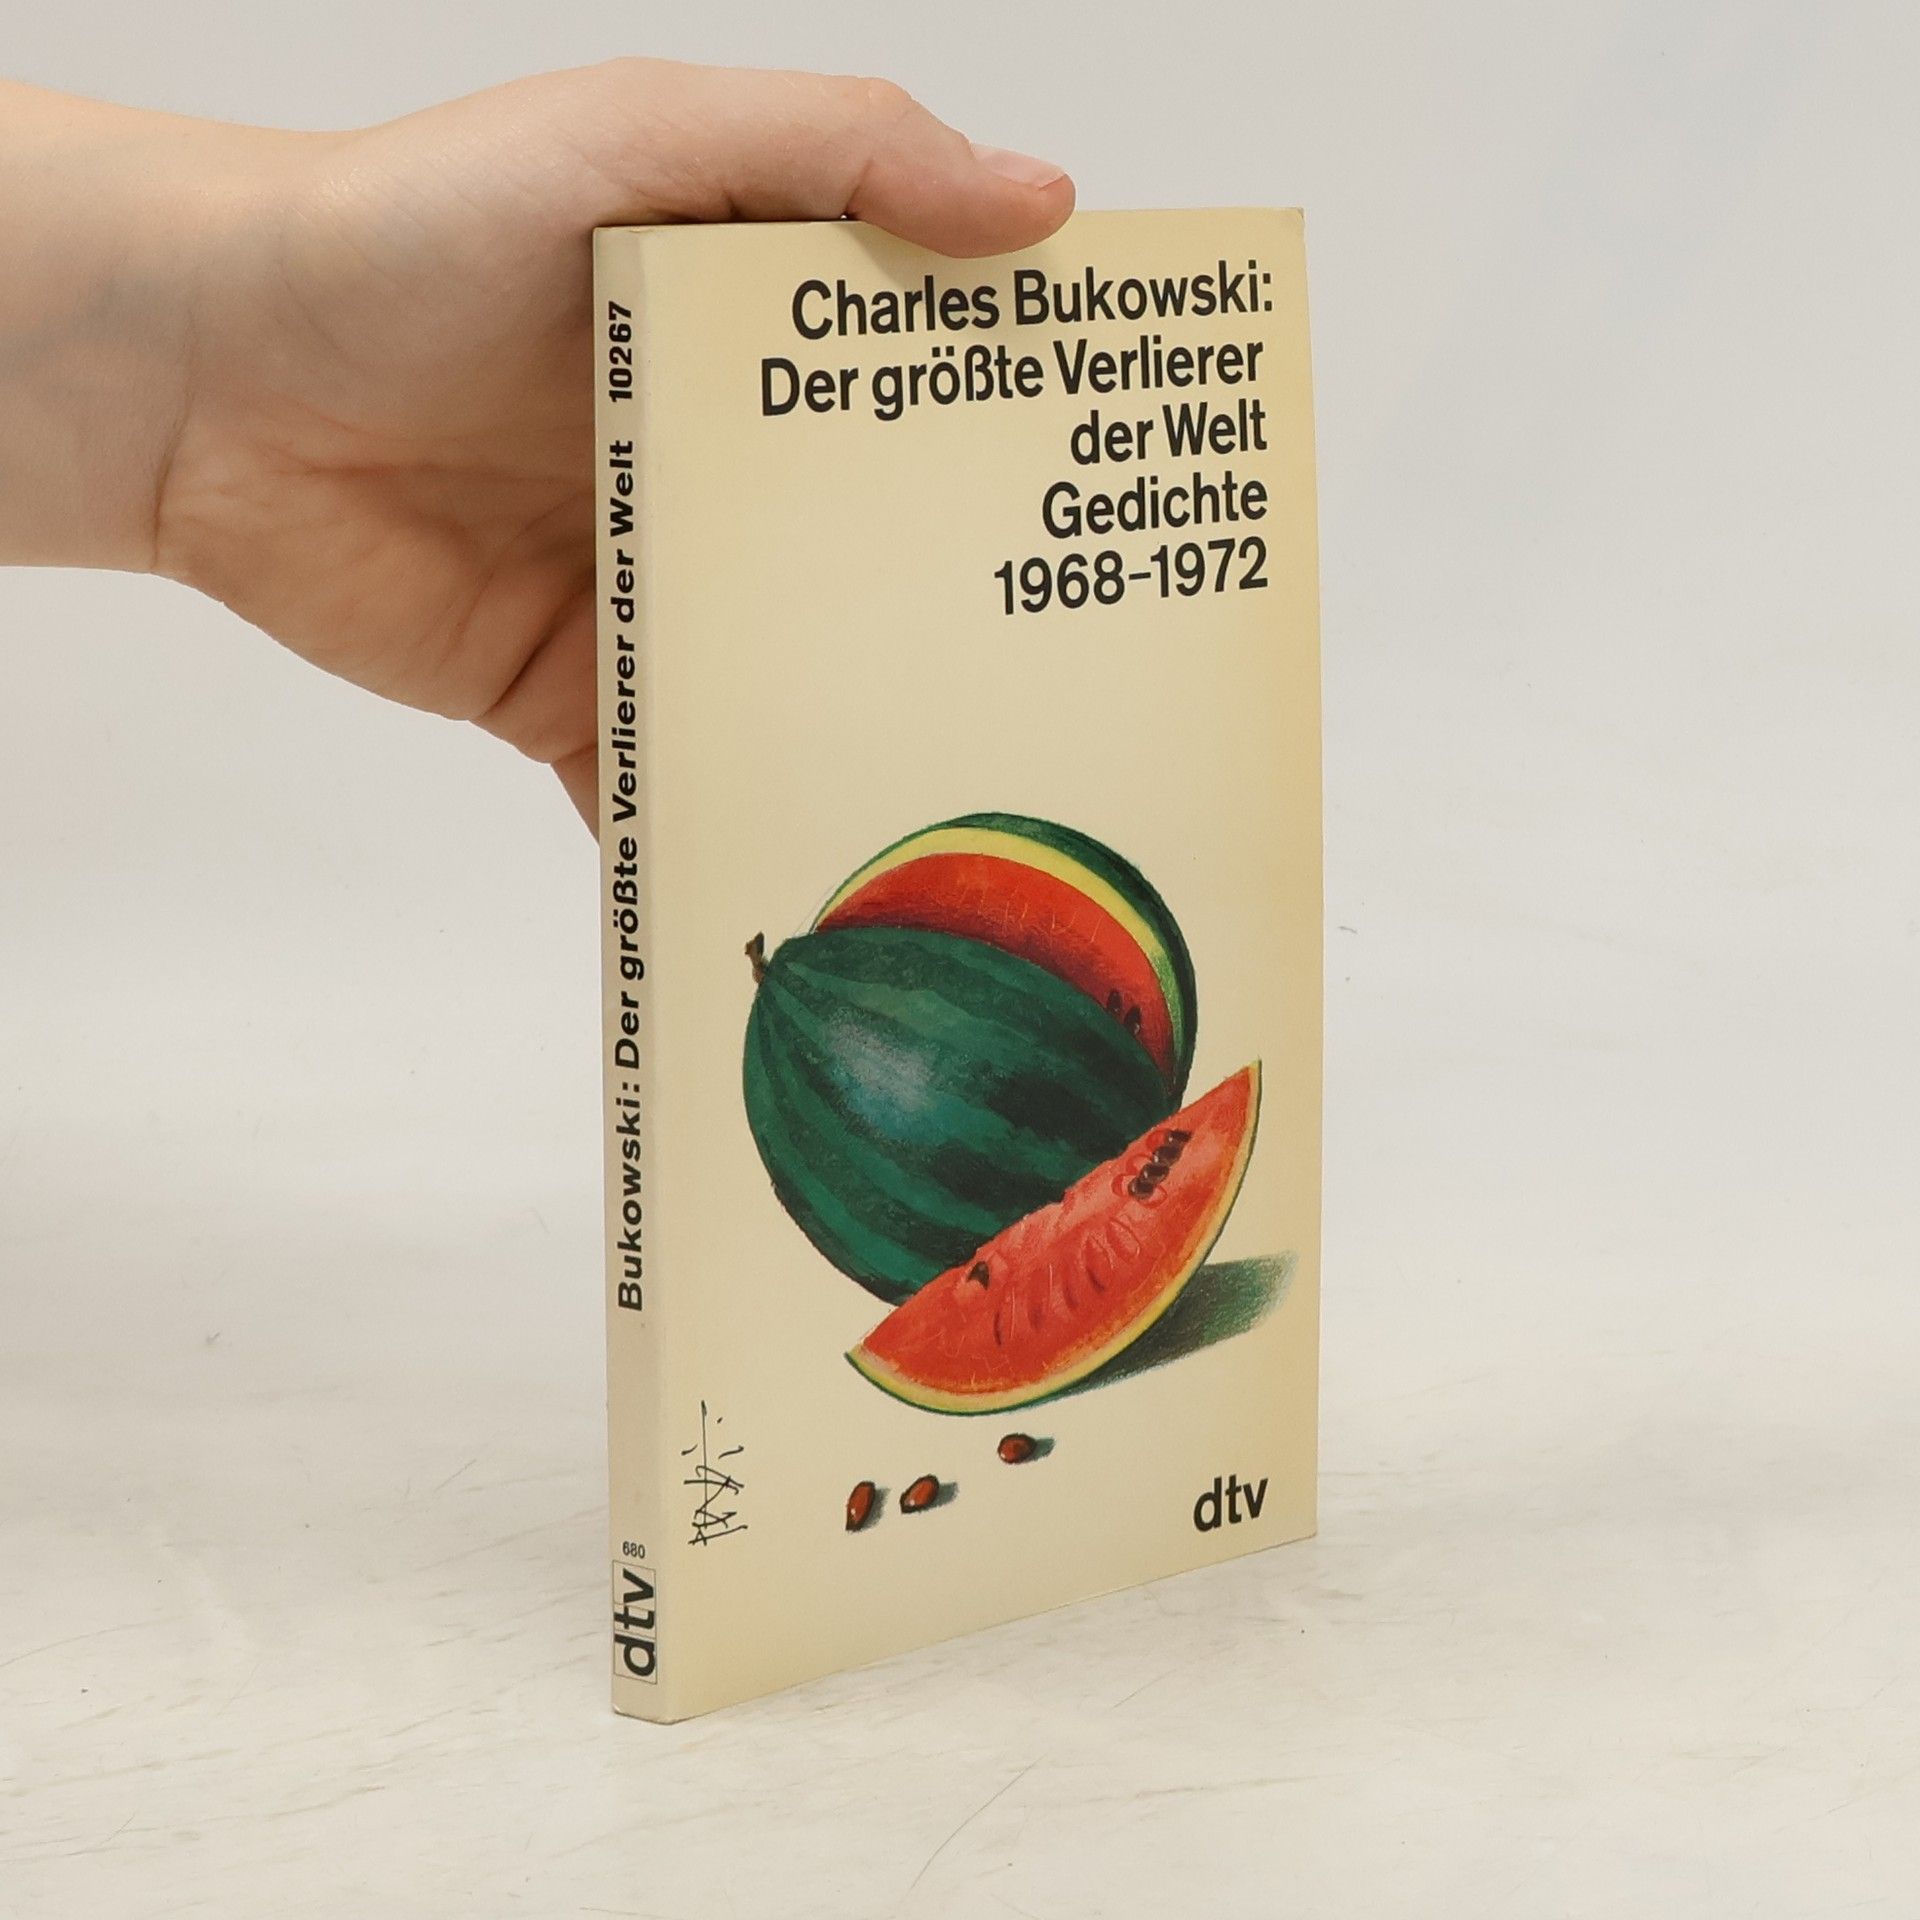 Charles Bukowski:
Der größte Verlierer
der Welt
Gedichte
1968–1972
dtv
Bukowski: Der größte Verlierer der Welt 10267
680
dtv